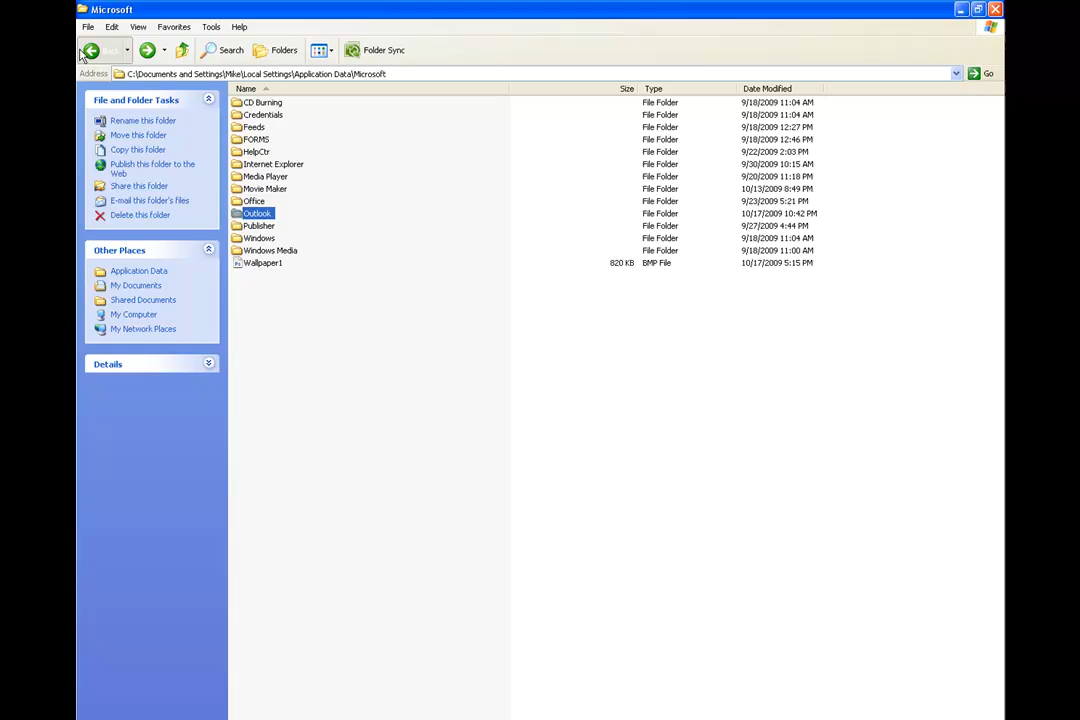 Microsoft
File Edit View Favorites Tools Help
Back Search Folders Folder Sync
Address C:\Documents and Settings\Mike\Local Settings\Application Data\Microsoft Go
File and Folder Tasks
Rename this folder
Move this folder
Copy this folder
Publish this folder to the
Web
Share this folder
E-mail this folder's files
Delete this folder
Other Places
Application Data
My Documents
Shared Documents
My Computer
My Network Places
Details
Name Size Type Date Modified
CD Burning File Folder 9/18/2009 11:04 AM
Credentials File Folder 9/18/2009 11:04 AM
Feeds File Folder 9/18/2009 12:27 PM
FORMS File Folder 9/18/2009 12:46 PM
HelpCtr File Folder 9/22/2009 2:03 PM
Internet Explorer File Folder 9/30/2009 10:15 AM
Media Player File Folder 9/20/2009 11:18 PM
Movie Maker File Folder 10/13/2009 8:49 PM
Office File Folder 9/23/2009 5:21 PM
Outlook File Folder 10/17/2009 10:42 PM
Publisher File Folder 9/27/2009 4:44 PM
Windows File Folder 9/18/2009 11:04 AM
Windows Media File Folder 9/18/2009 11:00 AM
Wallpaper1 820 KB BMP File 10/17/2009 5:15 PM